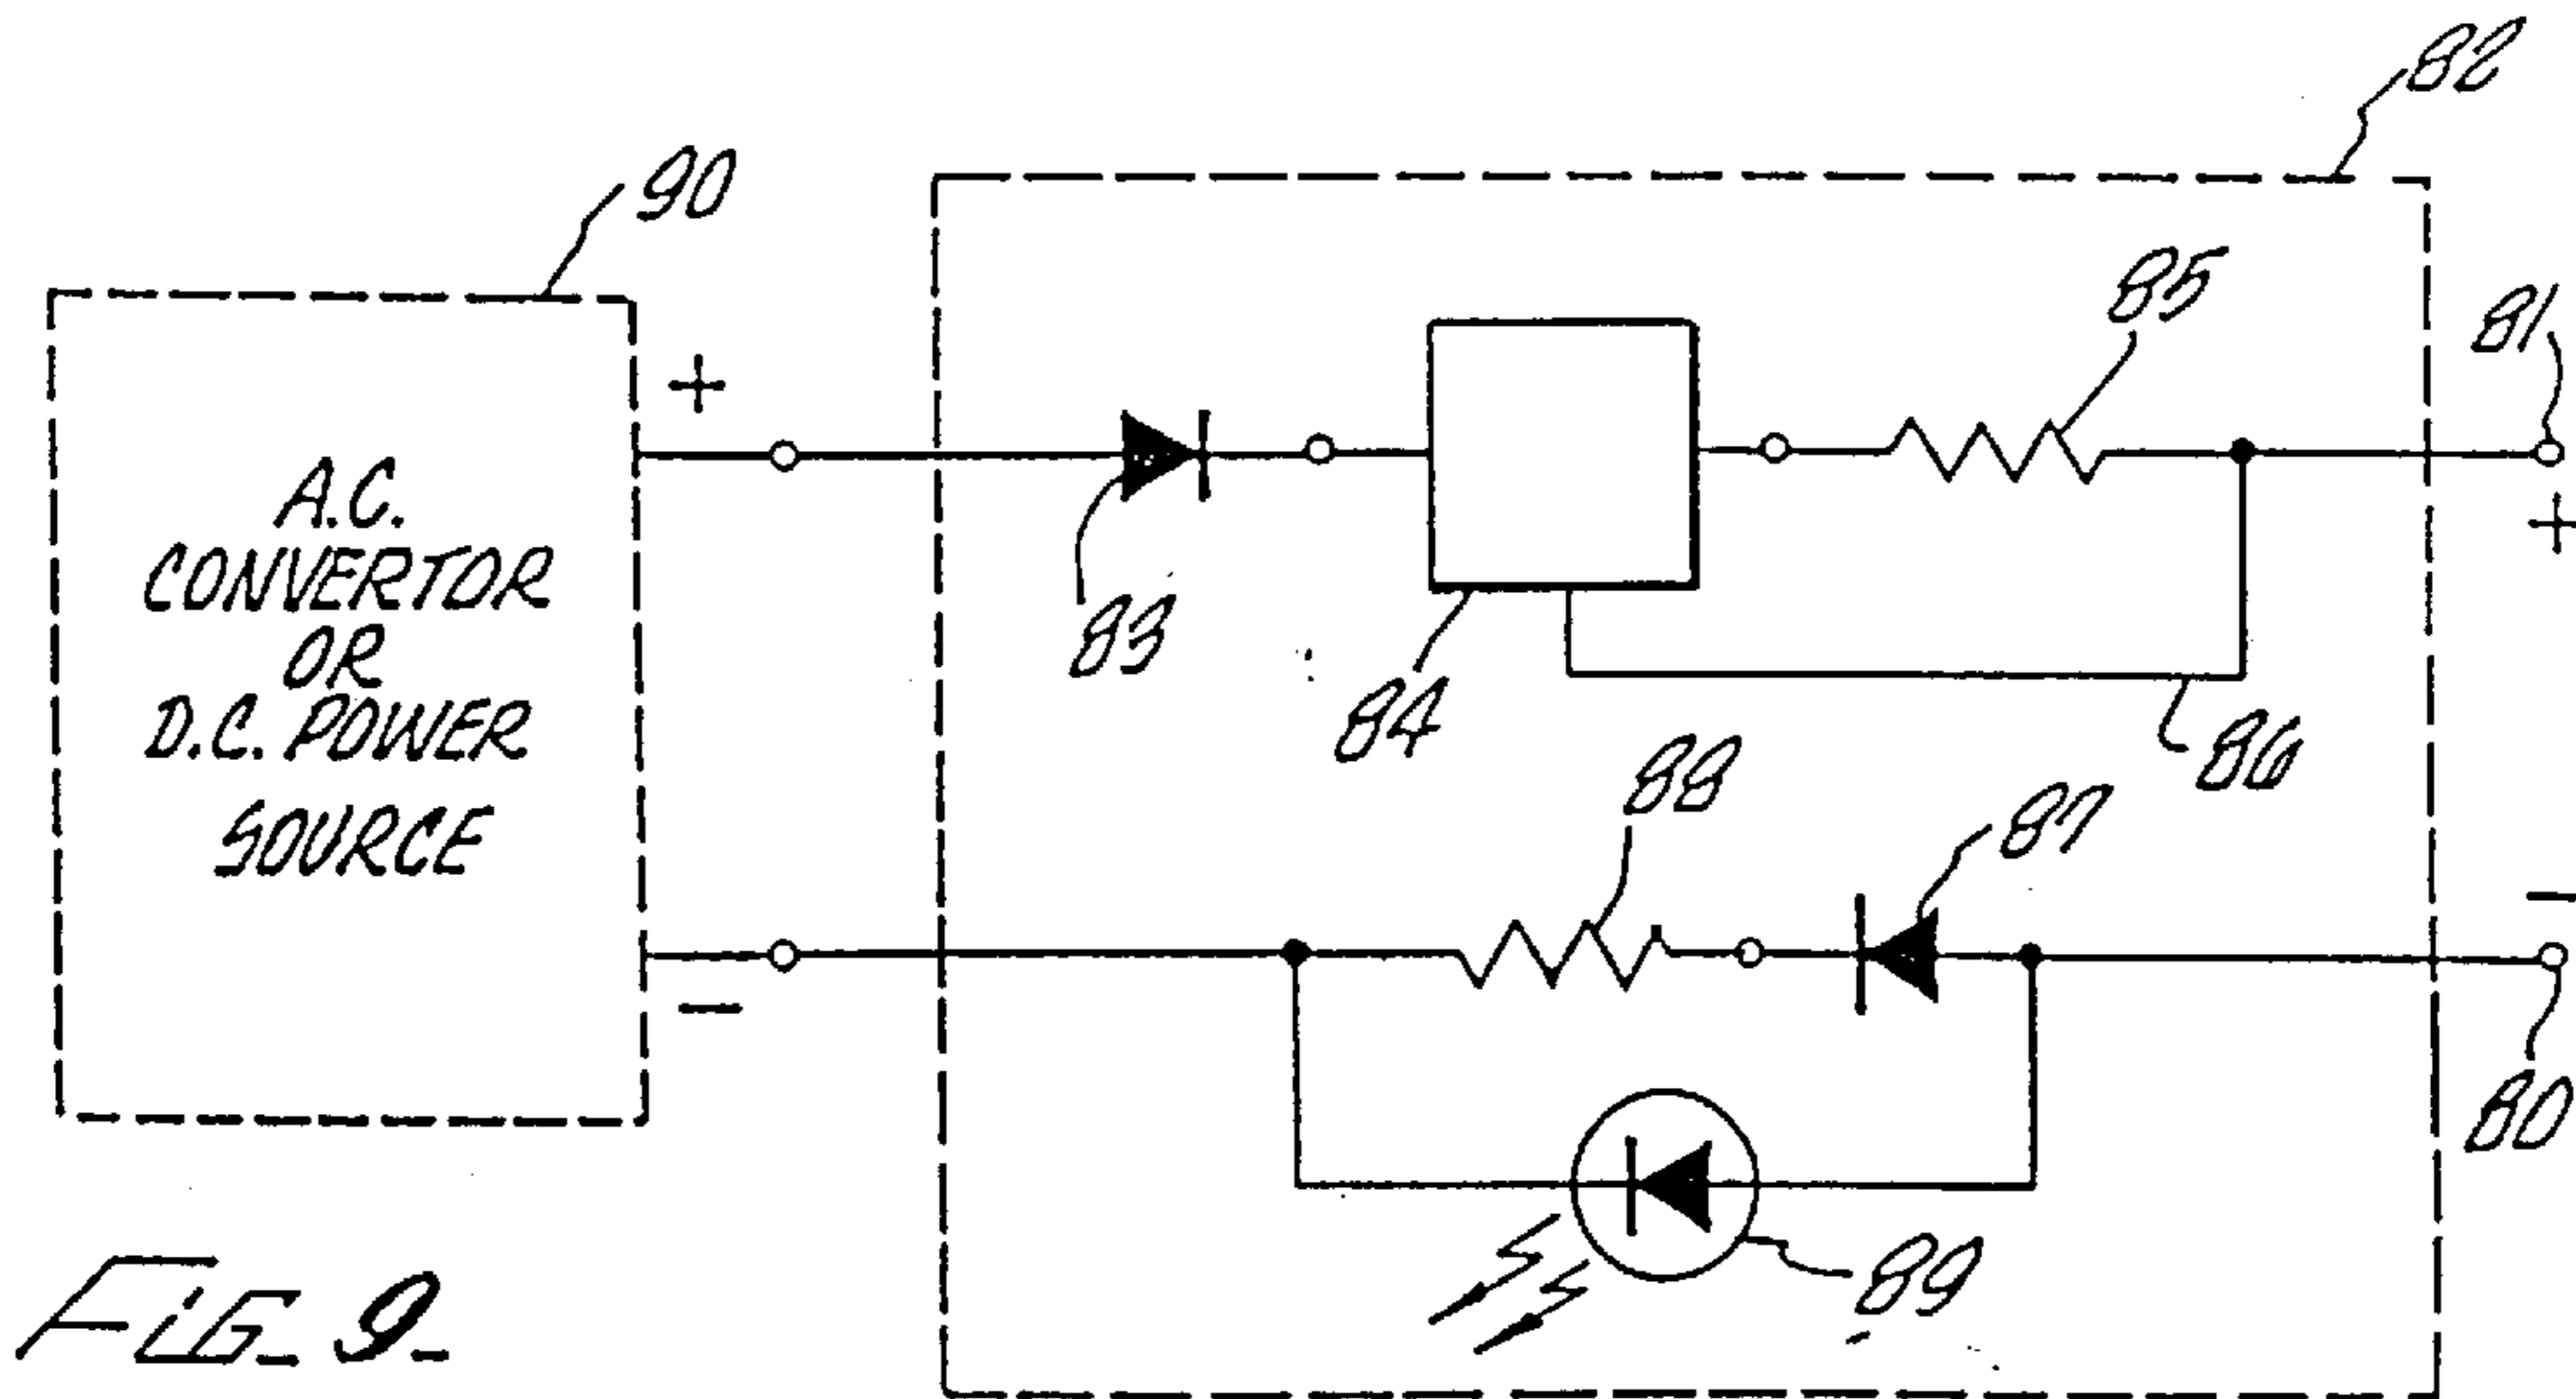 82
90
85
81
+
+
A.C.
CONVERTOR
OR
D.C. POWER
SOURCE
83
84
86
88
87
-
-
80
89
FIG. 9.